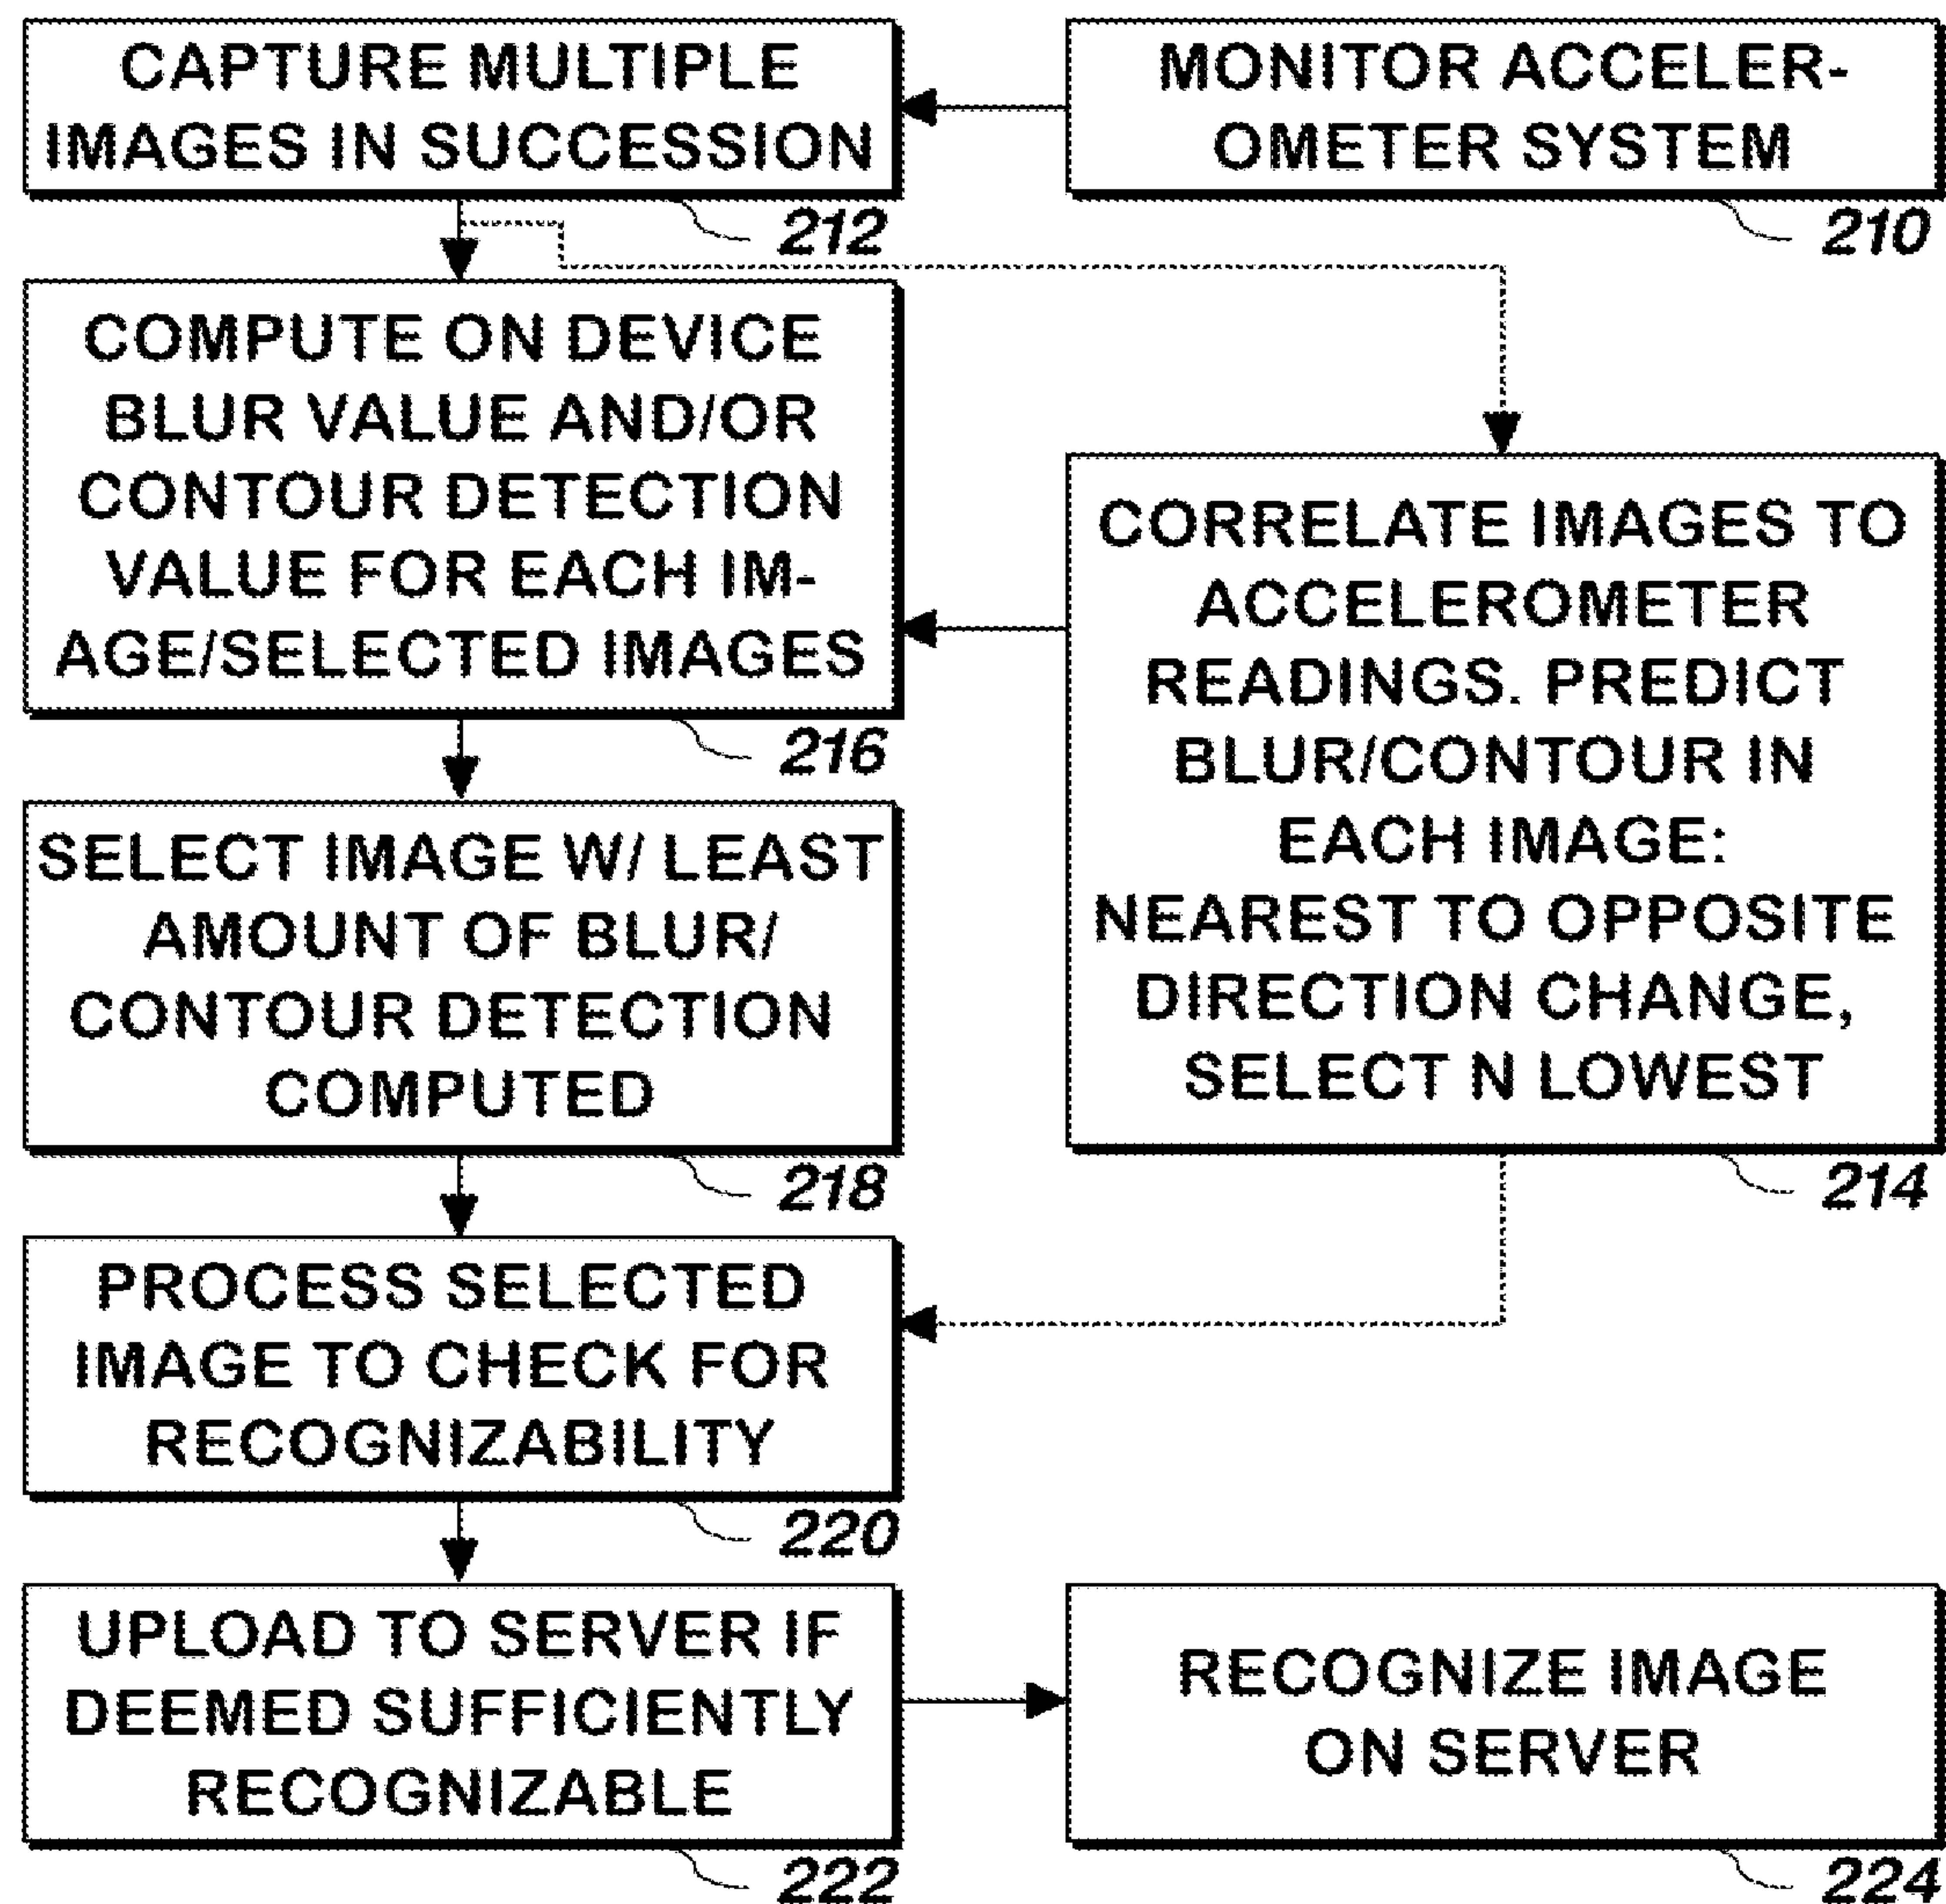 CAPTURE MULTIPLE
IMAGES IN SUCCESSION
212
MONITOR ACCELER-
OMETER SYSTEM
210
COMPUTE ON DEVICE
BLUR VALUE AND/OR
CONTOUR DETECTION
VALUE FOR EACH IM-
AGE/SELECTED IMAGES
216
CORRELATE IMAGES TO
ACCELEROMETER
READINGS. PREDICT
BLUR/CONTOUR IN
EACH IMAGE:
NEAREST TO OPPOSITE
DIRECTION CHANGE,
SELECT N LOWEST
214
SELECT IMAGE W/ LEAST
AMOUNT OF BLUR/
CONTOUR DETECTION
COMPUTED
218
PROCESS SELECTED
IMAGE TO CHECK FOR
RECOGNIZABILITY
220
UPLOAD TO SERVER IF
DEEMED SUFFICIENTLY
RECOGNIZABLE
222
RECOGNIZE IMAGE
ON SERVER
224